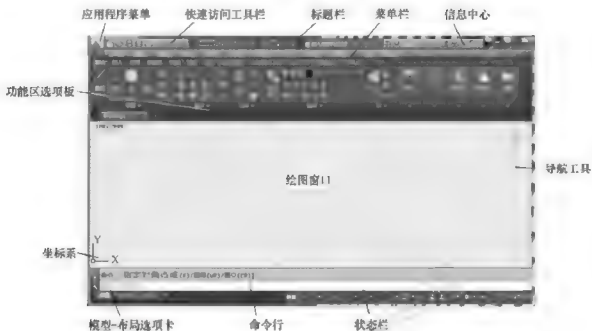 应用程序菜单
快速访问工具栏
标题栏
菜单栏
信息中心
功能区选项板
绘图窗口
导航工具
Y
坐标系
X
模型-布局选项卡
命令行
状态栏